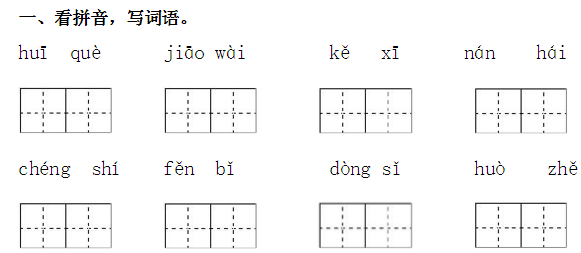 一、看拼音，写词语。
huī què jiāo wài kě xī nán hái
chéng shí fěn bǐ dòng sǐ huò zhě